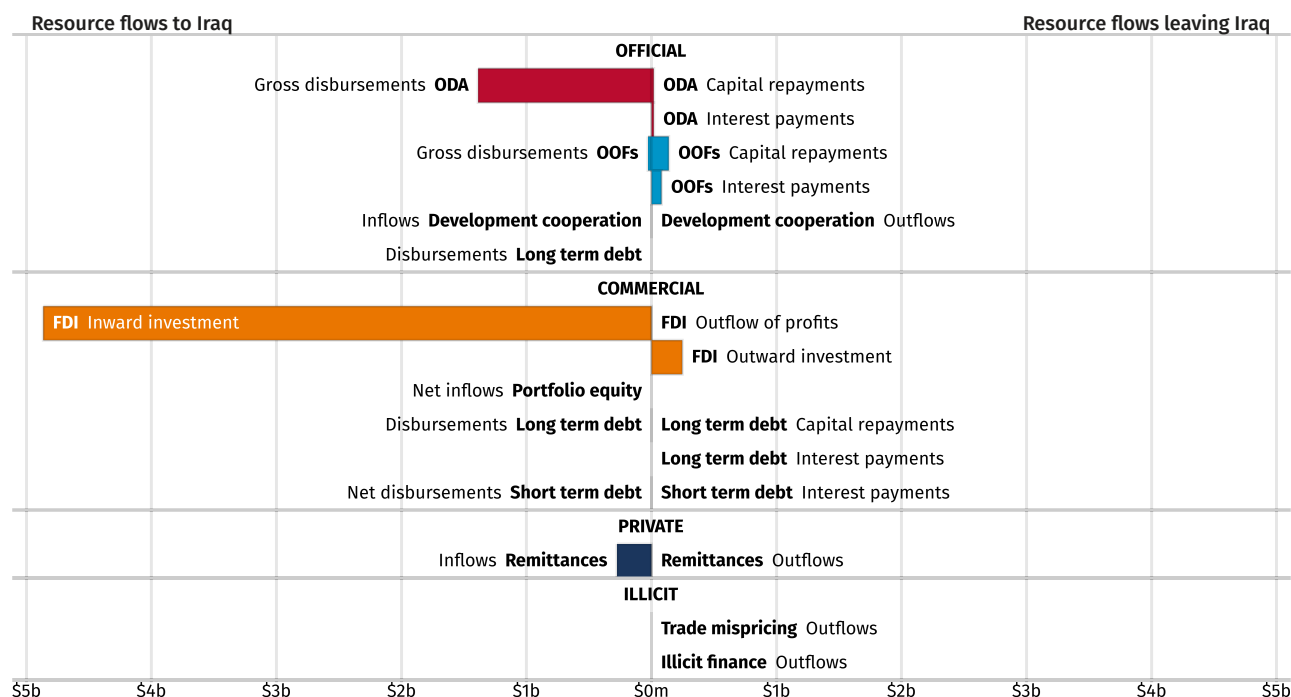 Resource flows to Iraq Resource flows leaving Iraq
OFFICIAL
Gross disbursements ODA ODA Capital repayments
ODA Interest payments
Gross disbursements OOFs OOFs Capital repayments
OOFs Interest payments
Inflows Development cooperation Development cooperation Outflows
Disbursements Long term debt
COMMERCIAL
FDI Inward investment FDI Outflow of profits
FDI Outward investment
Net inflows Portfolio equity
Disbursements Long term debt Long term debt Capital repayments
Long term debt Interest payments
Net disbursements Short term debt Short term debt Interest payments
PRIVATE
Inflows Remittances Remittances Outflows
ILLICIT
Trade mispricing Outflows
Illicit finance Outflows
$5b $4b $3b $2b $1b $0m $1b $2b $3b $4b $5b